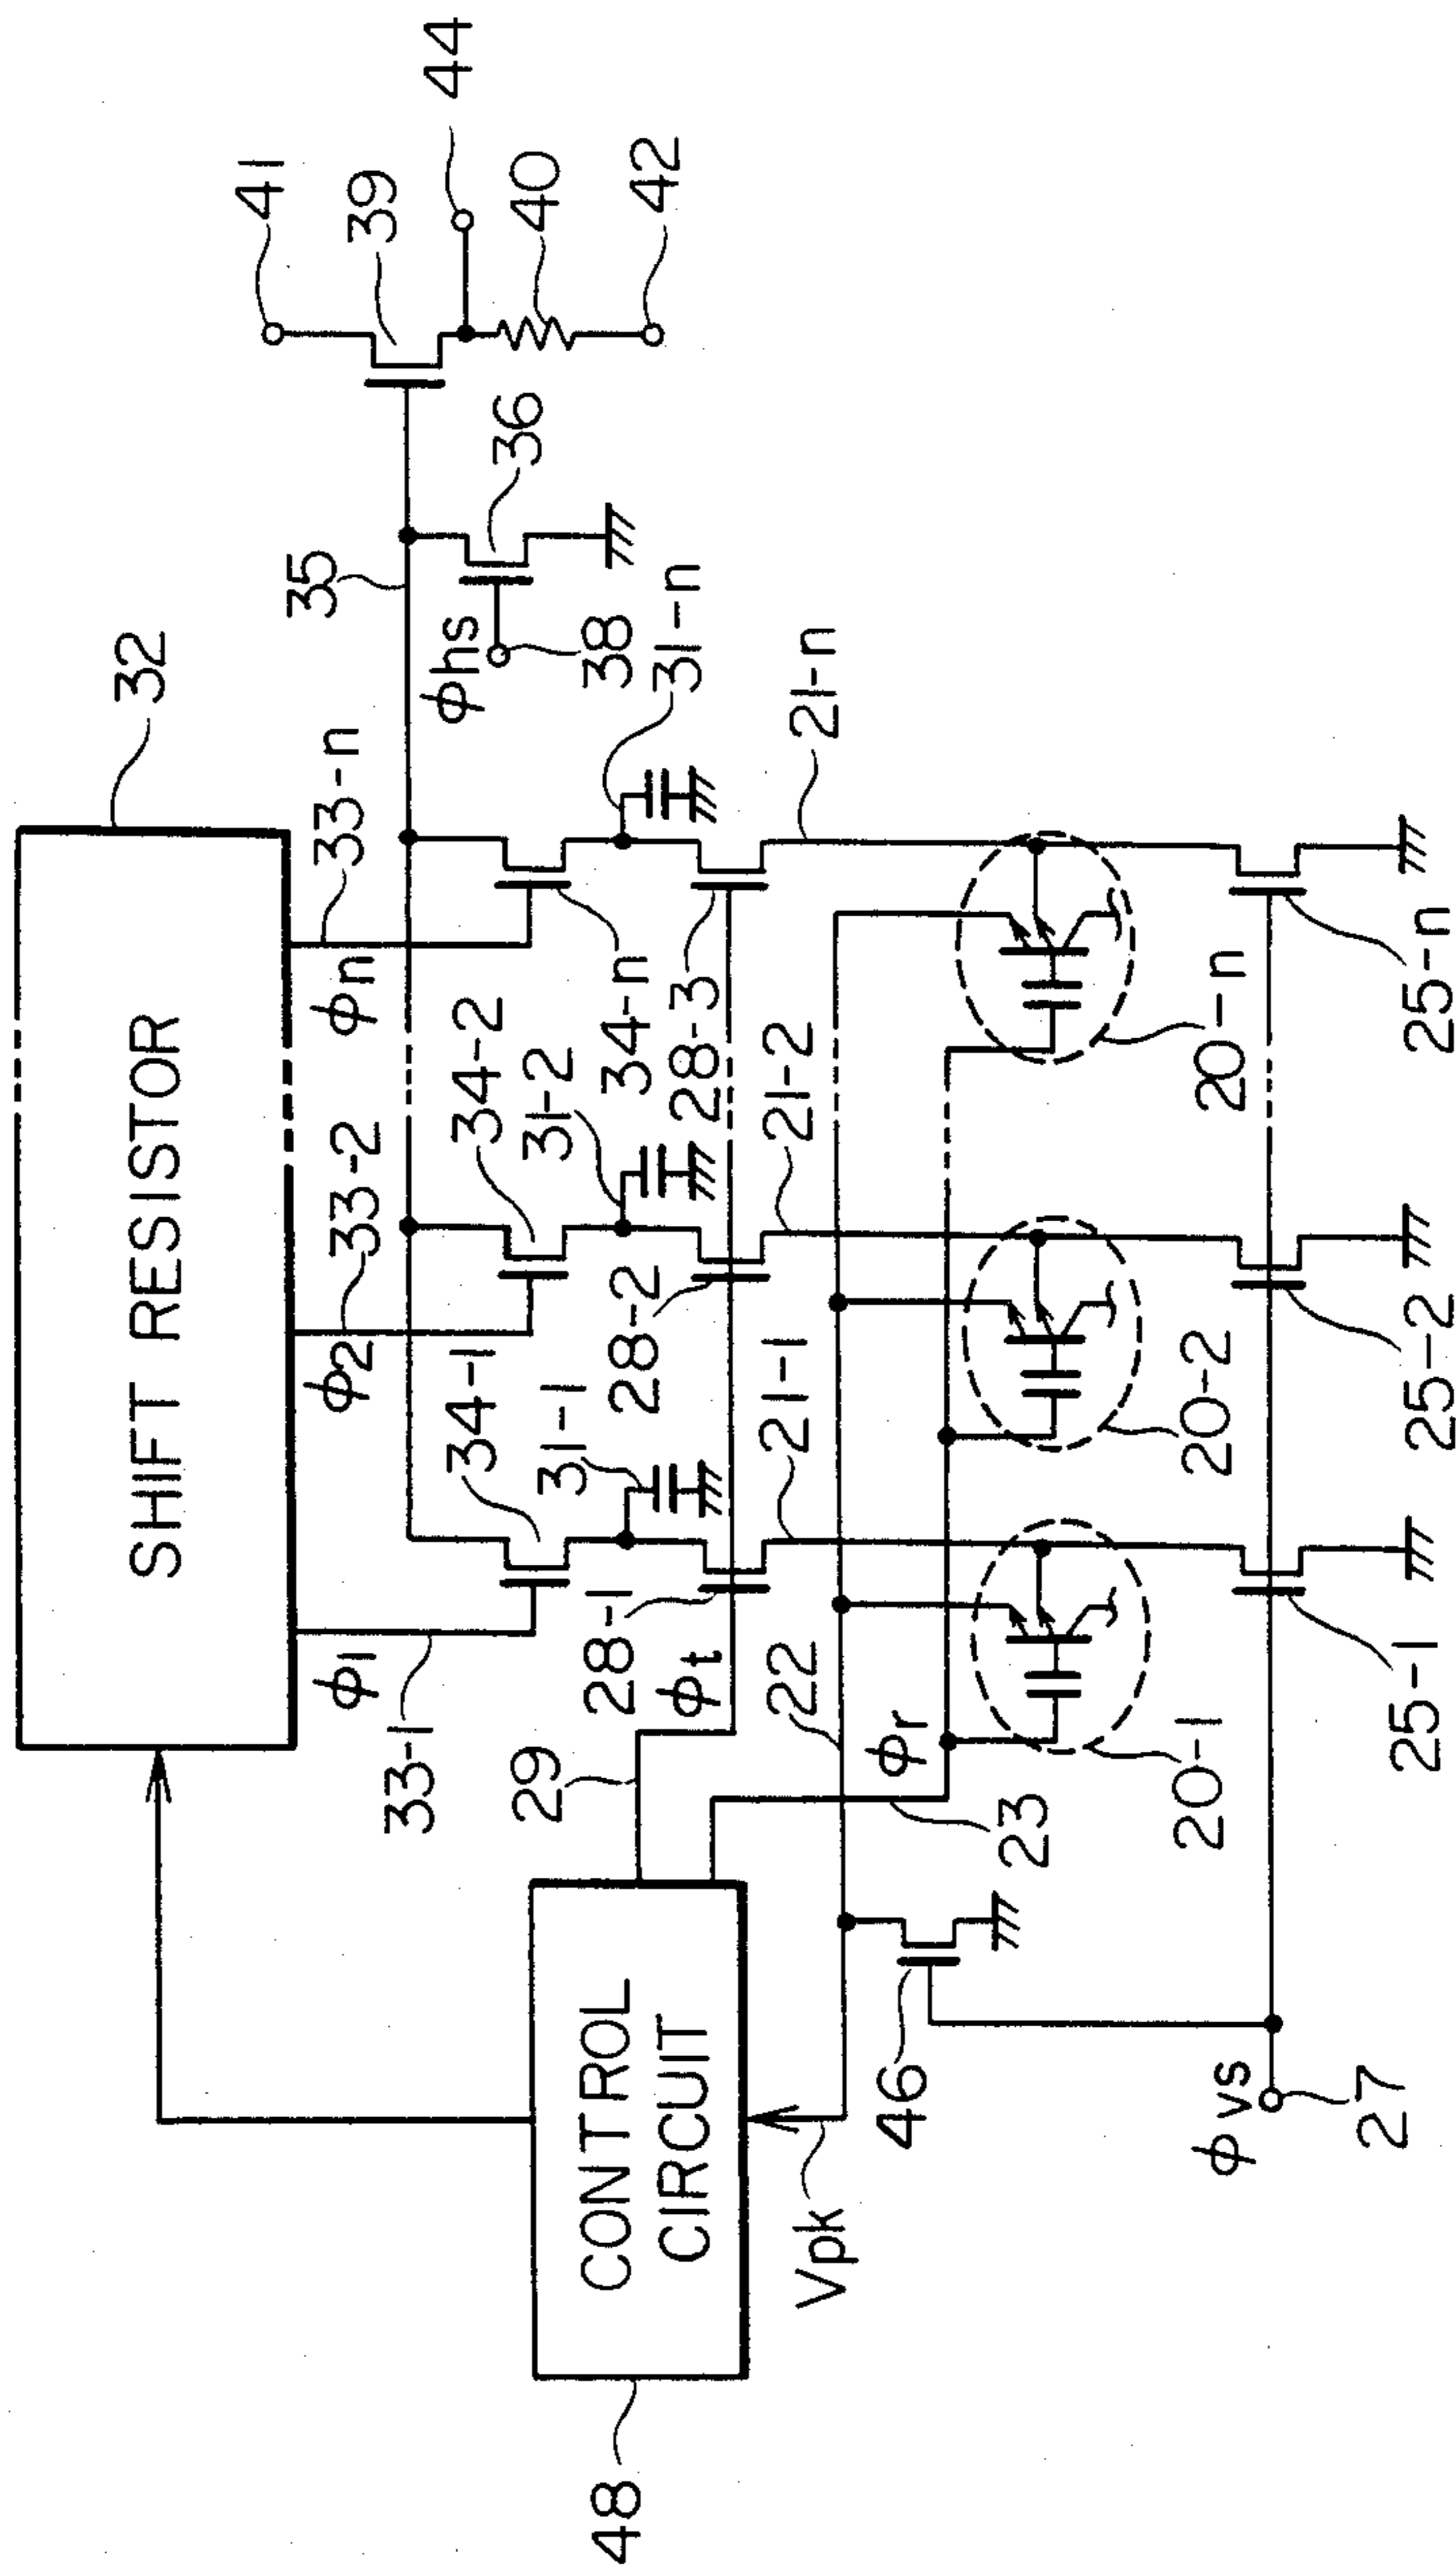 SHIFT RESISTOR
32
CONTROL
CIRCUIT
48
33-1
ϕ1
33-2
ϕ2
33-n
ϕn
35
41
39
44
40
42
36
ϕhs
38
34-1
34-2
34-n
31-1
31-2
31-n
29
28-1
28-2
28-3
ϕt
21-1
21-2
21-n
22
Vpk
ϕr
23
46
20-1
20-2
20-n
ϕvs
27
25-1
25-2
25-n